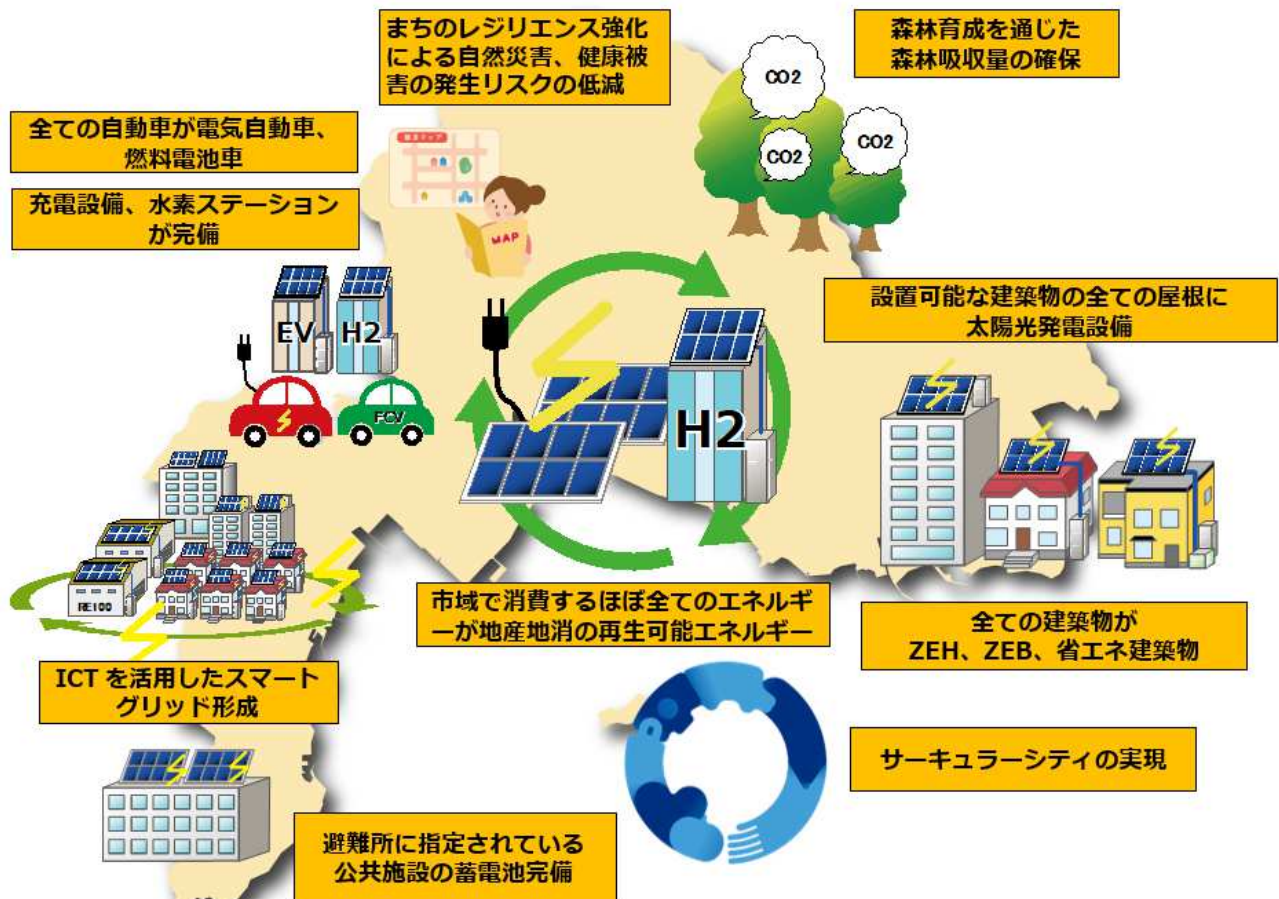 まちのレジリエンス強化
による自然災害、健康被
害の発生リスクの低減
森林育成を通じた
森林吸収量の確保
CO2
CO2
CO2
全ての自動車が電気自動車、
燃料電池車
充電設備、水素ステーション
が完備
MAP
設置可能な建築物の全ての屋根に
太陽光発電設備
EV
H2
FCV
H2
RE100
市域で消費するほぼ全てのエネルギ
ーが地産地消の再生可能エネルギー
全ての建築物が
ZEH、ZEB、省エネ建築物
ICT を活用したスマート
グリッド形成
サーキュラーシティの実現
避難所に指定されている
公共施設の蓄電池完備